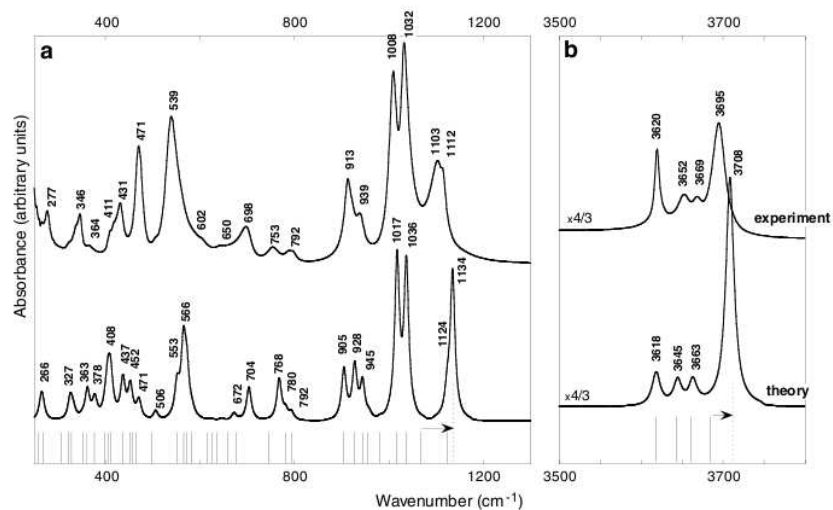 400 800 1200 3500 3700
a b
1032
1008
539
3695
471
3620
1103 1112
3652 3669
3708
913
939
277 346 364 411 431
602 650 698 753 792
x4/3 experiment
1017 1036
1134
1124
566
553
408
437 452 471
266 327 363 378
506
672 704 768 780 792
905 928 945
3618 3645 3663
x4/3 theory
Absorbance (arbitrary units)
400 800 1200 3500 3700
Wavenumber (cm⁻¹)